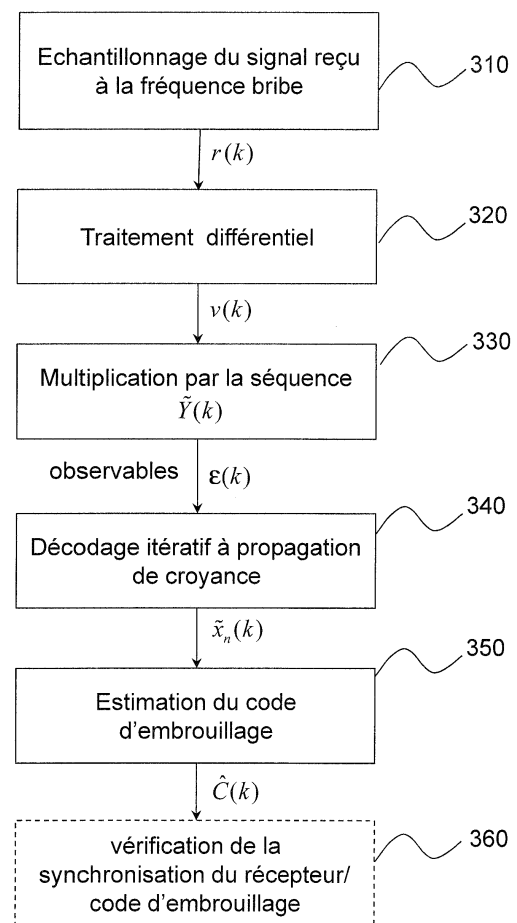 Echantillonnage du signal reçu
à la fréquence bribe
310
r(k)
Traitement différentiel
320
v(k)
Multiplication par la séquence
Ỹ(k)
330
observables ε(k)
Décodage itératif à propagation
de croyance
340
x̃ₙ(k)
Estimation du code
d'embrouillage
350
Ĉ(k)
vérification de la
synchronisation du récepteur/
code d'embrouillage
360